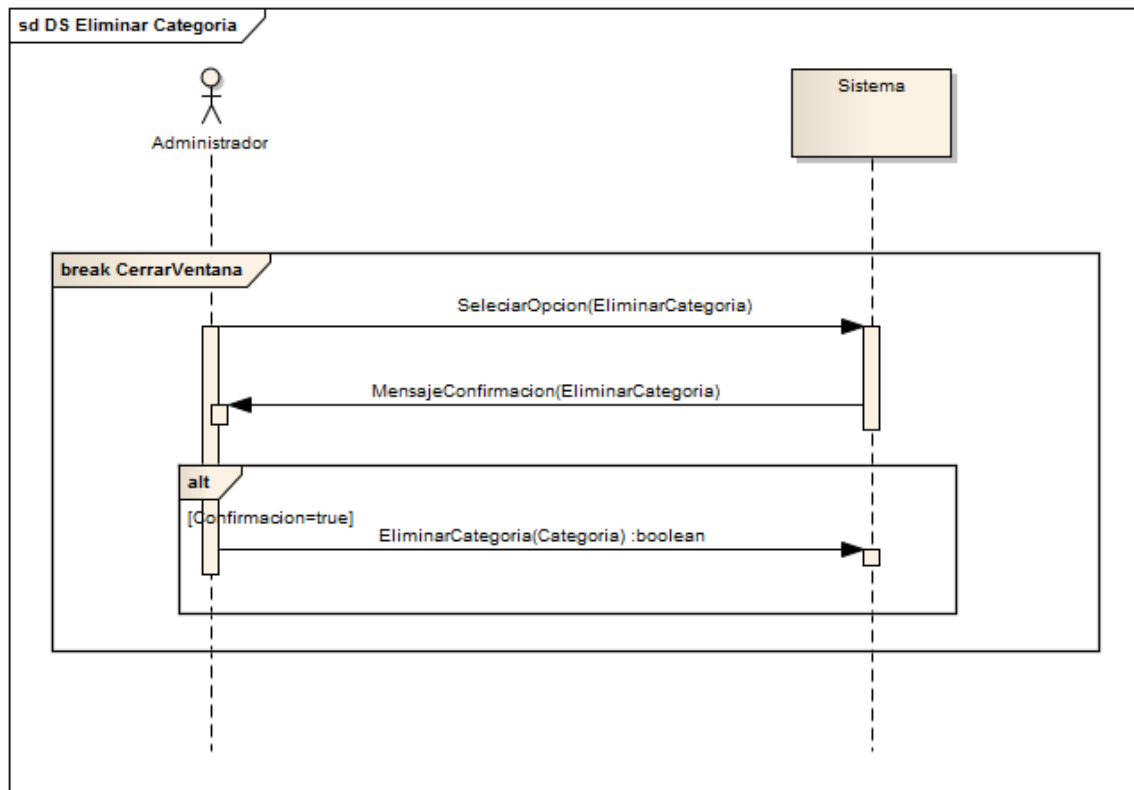 sd DS Eliminar Categoria
Administrador
Sistema
break CerrarVentana
SeleciarOpcion(EliminarCategoria)
MensajeConfirmacion(EliminarCategoria)
alt
[Confirmacion=true]
EliminarCategoria(Categoria) :boolean